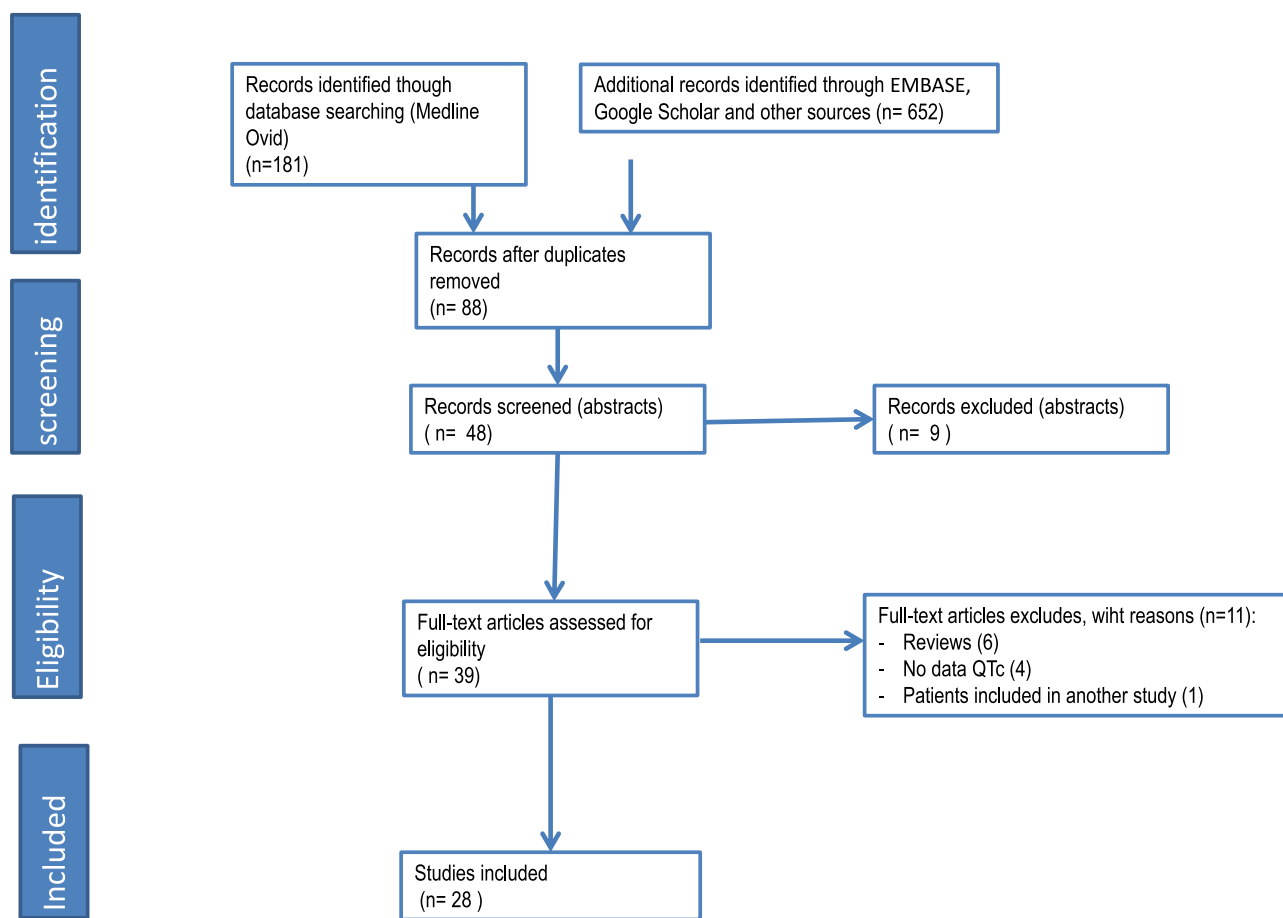 identification
Records identified though
database searching (Medline
Ovid)
(n=181)
Additional records identified through EMBASE,
Google Scholar and other sources (n= 652)
Records after duplicates
removed
(n= 88)
screening
Records screened (abstracts)
( n=  48)
Records excluded (abstracts)
( n=  9 )
Eligibility
Full-text articles assessed for
eligibility
( n= 39)
Full-text articles excludes, wiht reasons (n=11):
- Reviews (6)
- No data QTc (4)
- Patients included in another study (1)
Included
Studies included
(n= 28 )